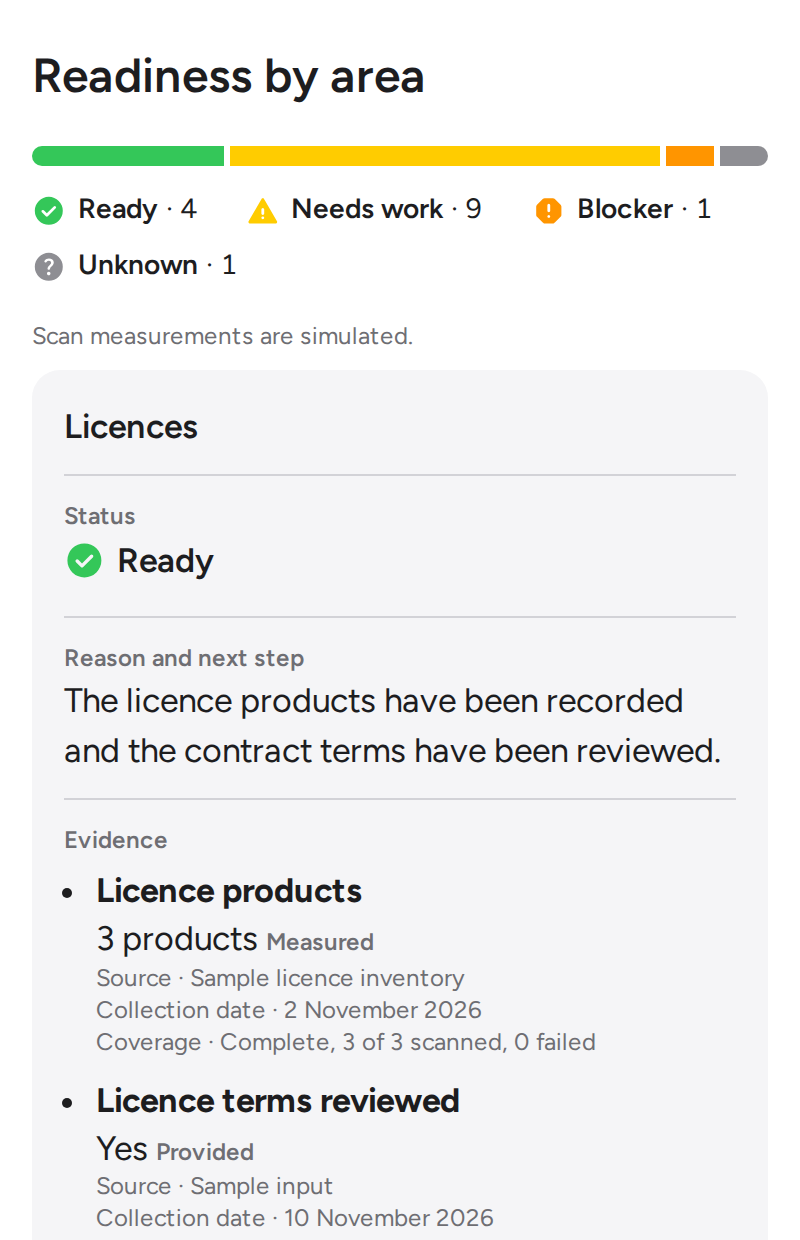 Readiness by area
Ready · 4
Needs work · 9
Blocker · 1
Unknown · 1
Scan measurements are simulated.
Licences
Status
Ready
Reason and next step
The licence products have been recorded
and the contract terms have been reviewed.
Evidence
• Licence products
3 products Measured
Source · Sample licence inventory
Collection date · 2 November 2026
Coverage · Complete, 3 of 3 scanned, 0 failed
• Licence terms reviewed
Yes Provided
Source · Sample input
Collection date · 10 November 2026